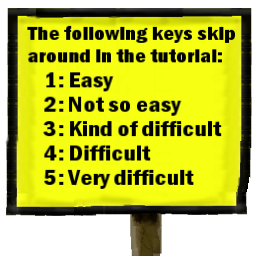 The following keys skip
around in the tutorial:
1: Easy
2: Not so easy
3: Kind of difficult
4: Difficult
5: Very difficult